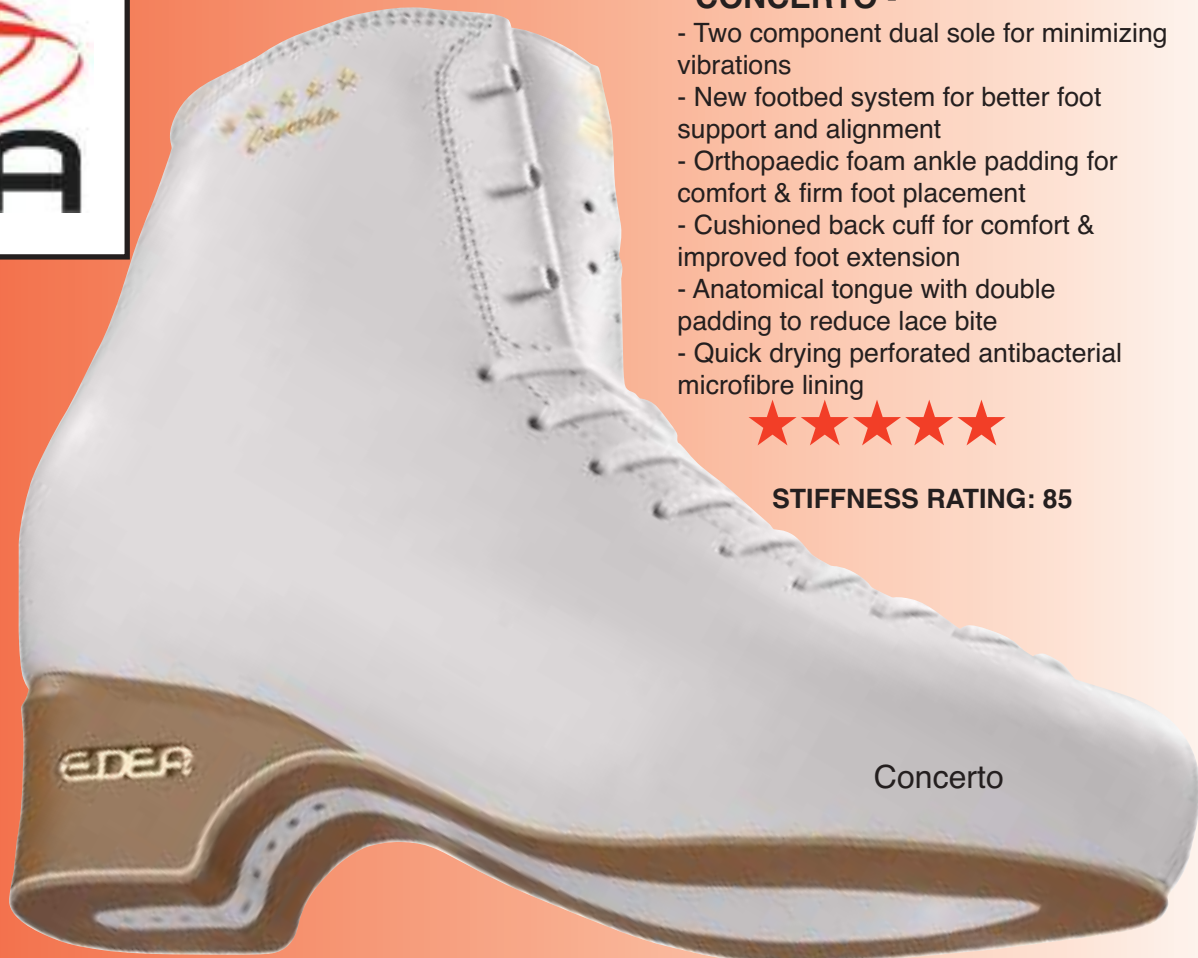 CONCERTO -
- Two component dual sole for minimizing
vibrations
- New footbed system for better foot
support and alignment
- Orthopaedic foam ankle padding for
comfort & firm foot placement
- Cushioned back cuff for comfort &
improved foot extension
- Anatomical tongue with double
padding to reduce lace bite
- Quick drying perforated antibacterial
microfibre lining
STIFFNESS RATING: 85
A
Concerto
EDEA
Concerto